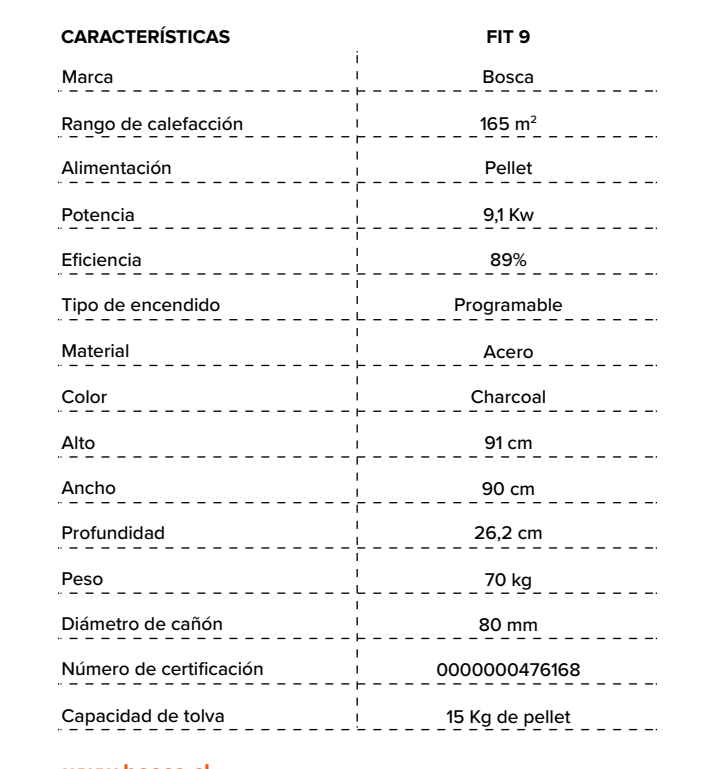 CARACTERÍSTICAS FIT 9
Marca Bosca
Rango de calefacción 165 m²
Alimentación Pellet
Potencia 9,1 Kw
Eficiencia 89%
Tipo de encendido Programable
Material Acero
Color Charcoal
Alto 91 cm
Ancho 90 cm
Profundidad 26,2 cm
Peso 70 kg
Diámetro de cañón 80 mm
Número de certificación 0000000476168
Capacidad de tolva 15 Kg de pellet